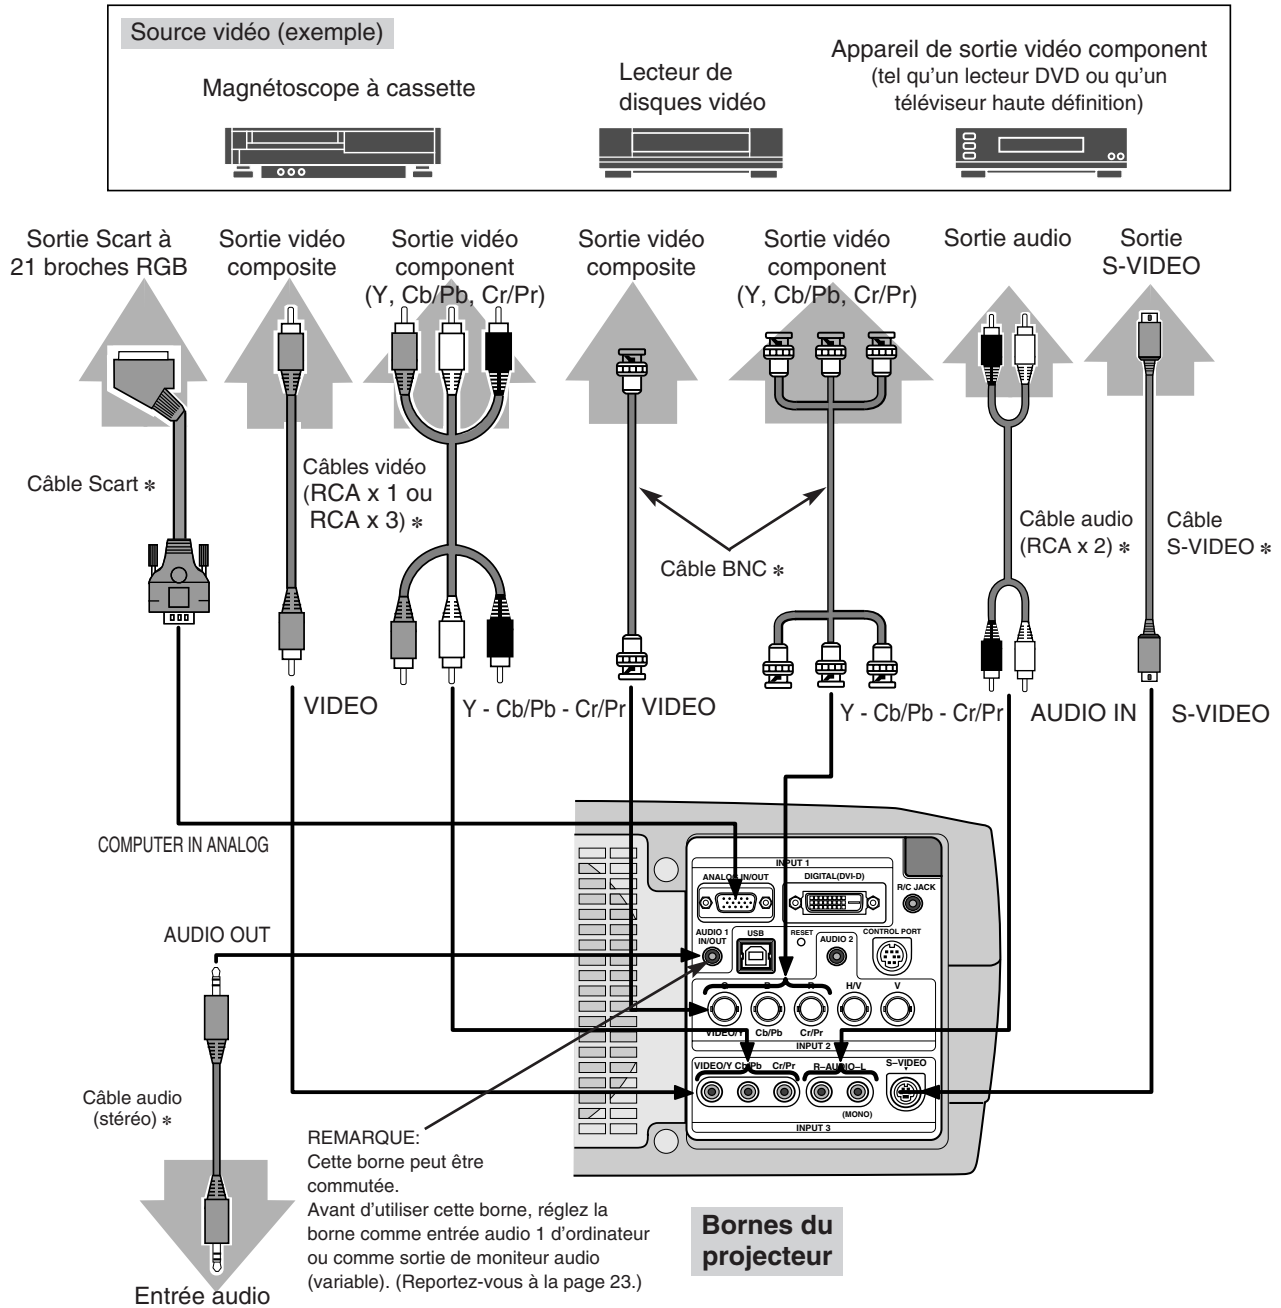 Source vidéo (exemple)
Magnétoscope à cassette
Lecteur de
disques vidéo
Appareil de sortie vidéo component
(tel qu'un lecteur DVD ou qu'un
téléviseur haute définition)
Sortie Scart à
21 broches RGB
Sortie vidéo
composite
Sortie vidéo
component
(Y, Cb/Pb, Cr/Pr)
Sortie vidéo
composite
Sortie vidéo
component
(Y, Cb/Pb, Cr/Pr)
Sortie audio
Sortie
S-VIDEO
Câble Scart *
Câbles vidéo
(RCA x 1 ou
RCA x 3) *
Câble BNC *
Câble audio
(RCA x 2) *
Câble
S-VIDEO *
VIDEO
Y - Cb/Pb - Cr/Pr
VIDEO
Y - Cb/Pb - Cr/Pr
AUDIO IN
S-VIDEO
COMPUTER IN ANALOG
AUDIO OUT
INPUT 1
ANALOG IN/OUT
DIGITAL(DVI-D)
R/C JACK
AUDIO 1
IN/OUT
USB
RESET
AUDIO 2
CONTROL PORT
G
B
R
H/V
V
VIDEO/Y
Cb/Pb
Cr/Pr
INPUT 2
VIDEO/Y Cb/Pb
Cr/Pr
R–AUDIO–L
S–VIDEO
(MONO)
INPUT 3
Câble audio
(stéréo) *
REMARQUE:
Cette borne peut être
commutée.
Avant d'utiliser cette borne, réglez la
borne comme entrée audio 1 d'ordinateur
ou comme sortie de moniteur audio
(variable). (Reportez-vous à la page 23.)
Bornes du
projecteur
Entrée audio